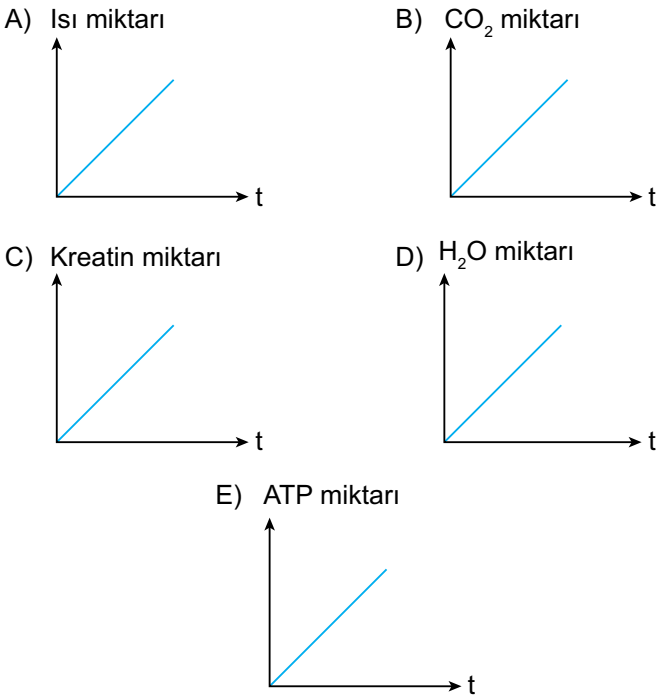 A) Isı miktarı
t
B) CO₂ miktarı
t
C) Kreatin miktarı
t
D) H₂O miktarı
t
E) ATP miktarı
t